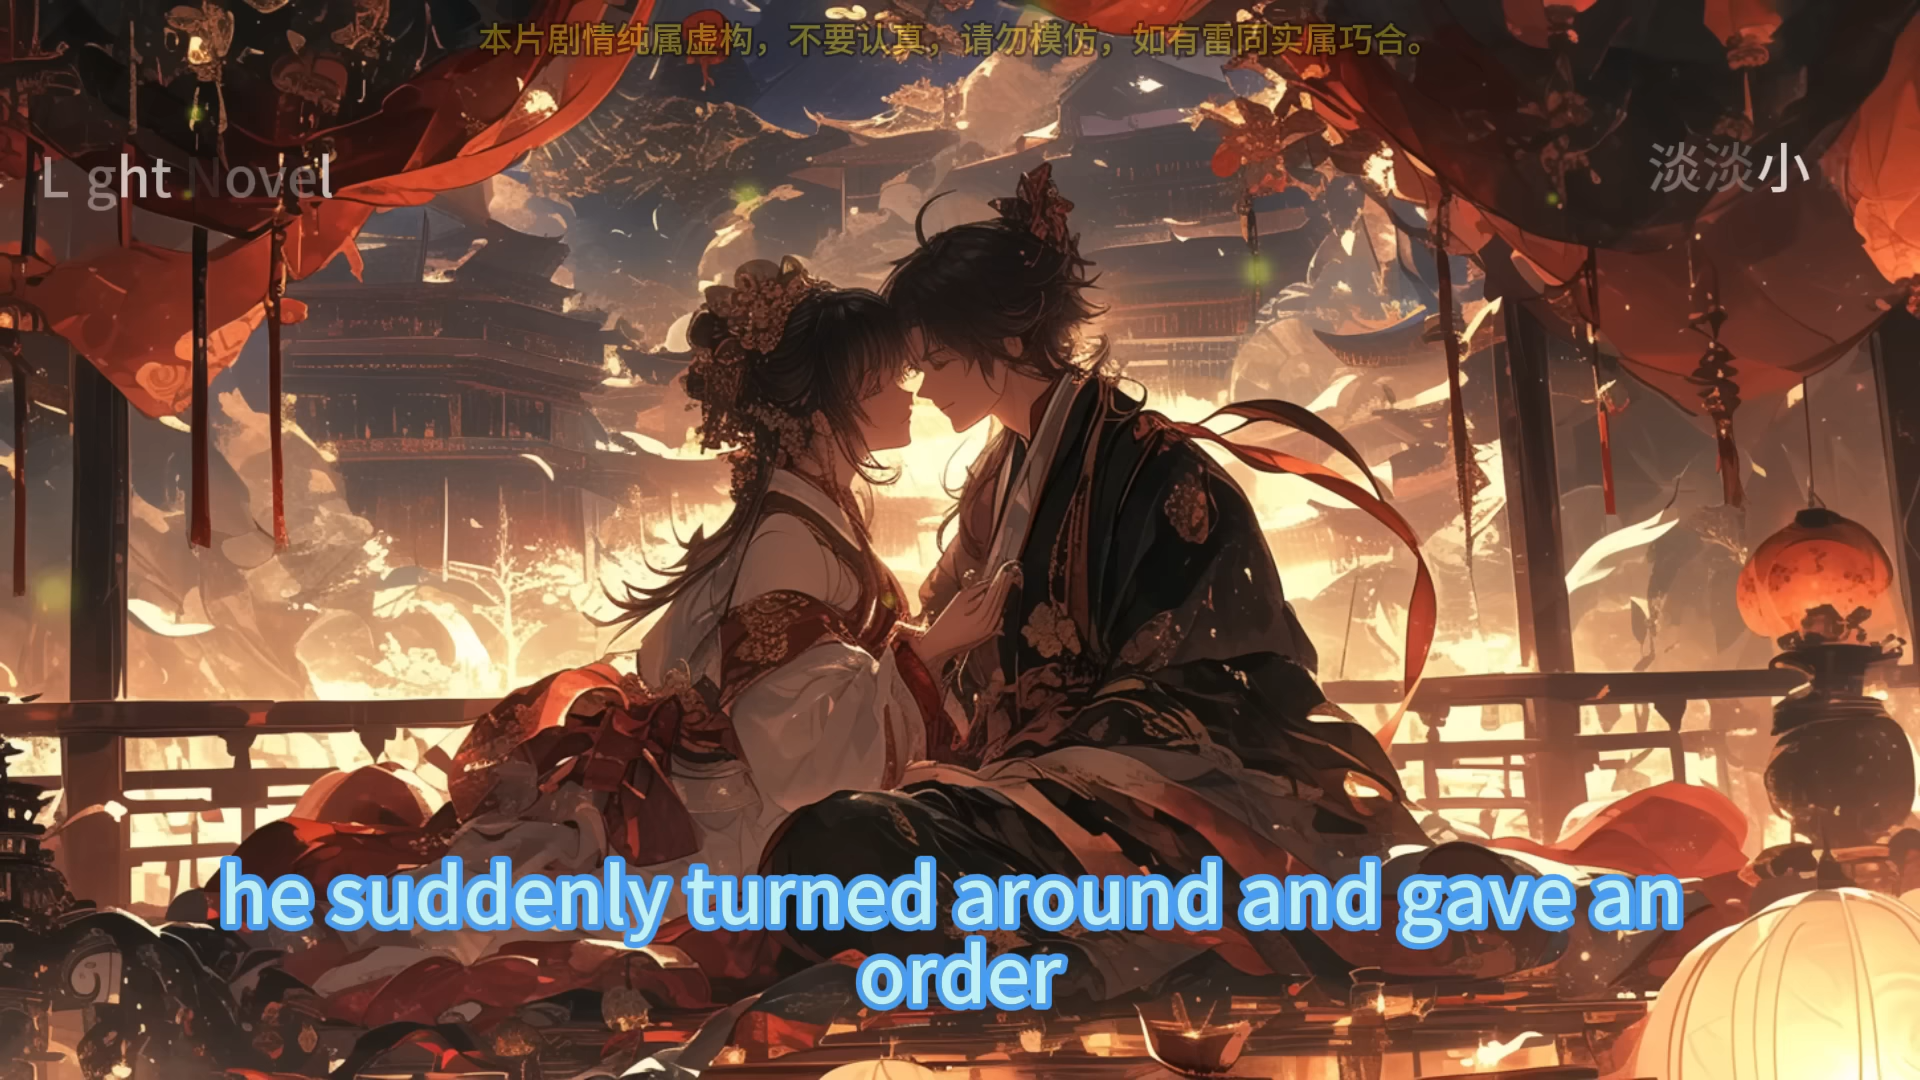 本片剧情纯属虚构，不要认真，请勿模仿，如有雷同实属巧合。
L ght Novel
淡淡小
he suddenly turned around and gave an
order